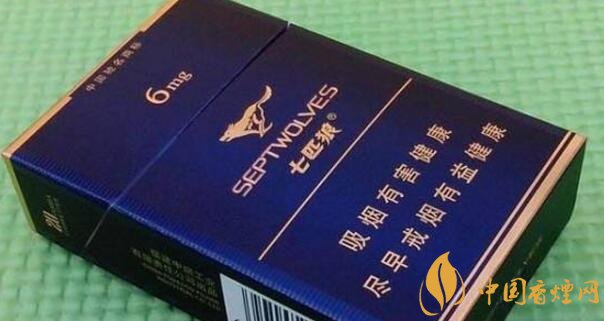 中国驰名商标
6mg
SEPTWOLVES
七匹狼®
吸烟有害健康
尽早戒烟有益健康
中国香烟网